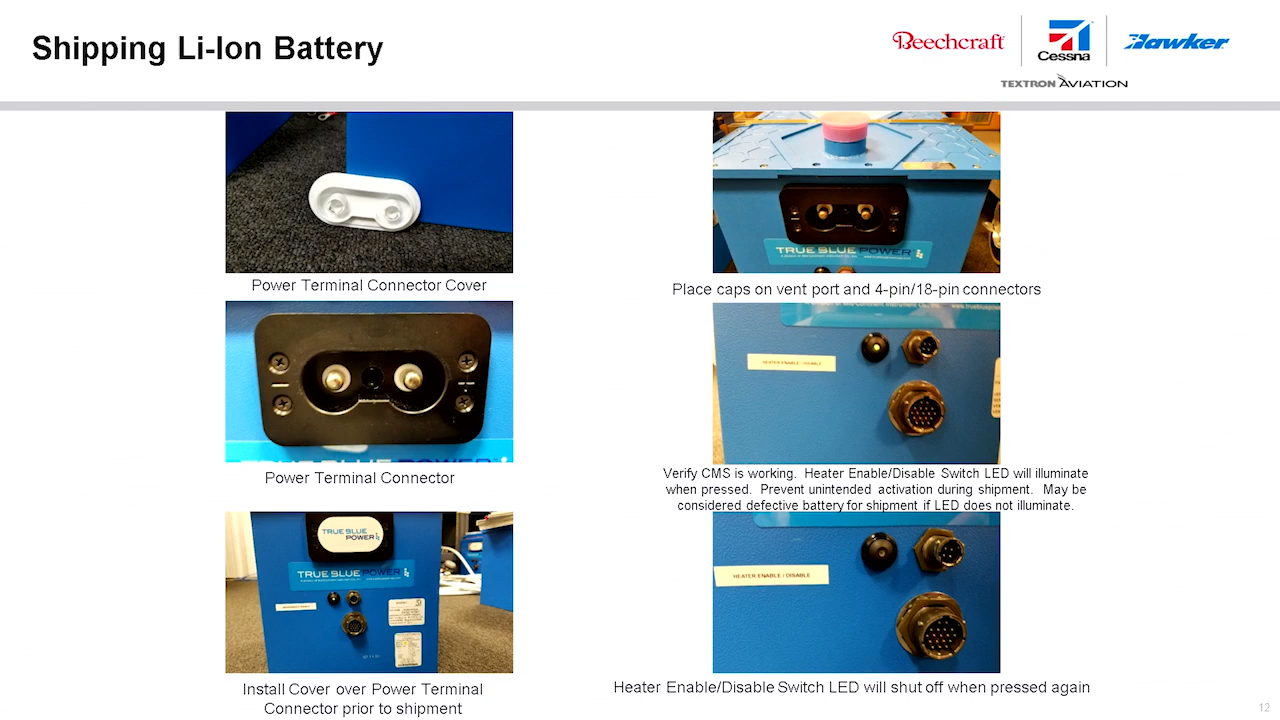 Shipping Li-Ion Battery
Beechcraft
Cessna
Hawker
TEXTRON AVIATION
Power Terminal Connector Cover
TRUE BLUE POWER
Place caps on vent port and 4-pin/18-pin connectors
TRUE BLUE POWER
Power Terminal Connector
HEATER ENABLE / DISABLE
Verify CMS is working. Heater Enable/Disable Switch LED will illuminate
when pressed. Prevent unintended activation during shipment. May be
considered defective battery for shipment if LED does not illuminate.
TRUE BLUE
POWER
TRUE BLUE POWER
Install Cover over Power Terminal
Connector prior to shipment
HEATER ENABLE / DISABLE
Heater Enable/Disable Switch LED will shut off when pressed again
12